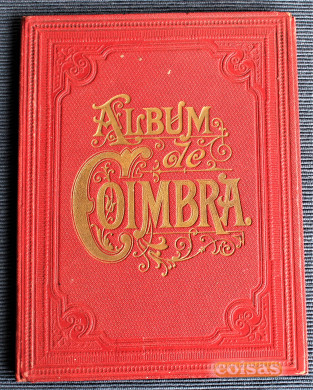 ALBUM
de
COIMBRA.
coisas